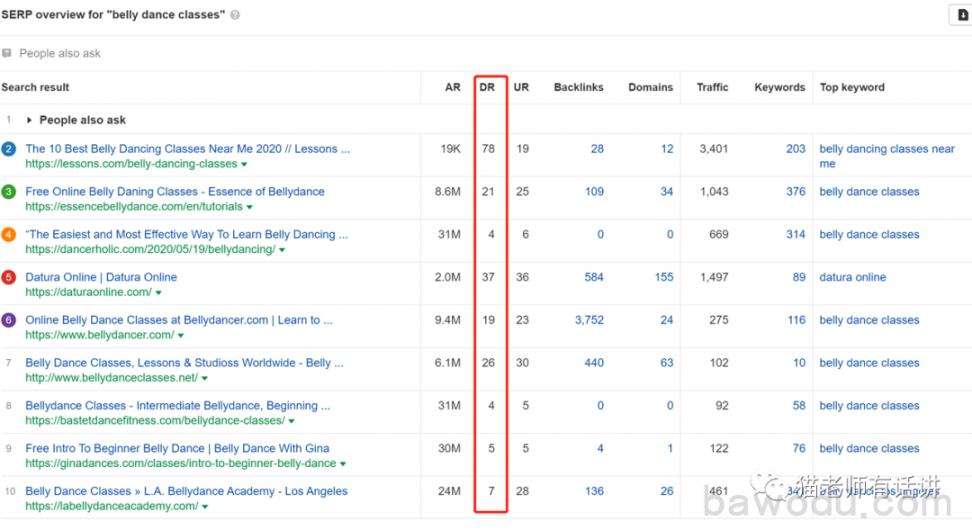 SERP overview for "belly dance classes" ?
People also ask
Search result AR DR UR Backlinks Domains Traffic Keywords Top keyword
1 People also ask
2 The 10 Best Belly Dancing Classes Near Me 2020 // Lessons ... 19K 78 19 28 12 3,401 203 belly dancing classes near
https://lessons.com/belly-dancing-classes me
3 Free Online Belly Daning Classes - Essence of Bellydance 8.6M 21 25 109 34 1,043 376 belly dance classes
https://essencebellydance.com/en/tutorials
4 "The Easiest and Most Effective Way To Learn Belly Dancing ... 31M 4 6 0 0 669 314 belly dance classes
https://dancerholic.com/2020/05/19/bellydancing/
5 Datura Online | Datura Online 2.0M 37 36 584 155 1,497 89 datura online
https://daturaonline.com/
6 Online Belly Dance Classes at Bellydancer.com | Learn to ... 9.4M 19 23 3,752 24 275 116 belly dance classes
https://www.bellydancer.com/
7 Belly Dance Classes, Lessons & Studioss Worldwide - Belly ... 6.1M 26 30 440 63 102 10 belly dance classes
http://www.bellydanceclasses.net/
8 Bellydance Classes - Intermediate Bellydance, Beginning ... 31M 4 5 0 0 92 58 belly dance classes
https://bastetdancefitness.com/bellydance-classes/
9 Free Intro To Beginner Belly Dance | Belly Dance With Gina 30M 5 5 4 1 122 76 belly dance classes
https://ginadances.com/classes/intro-to-beginner-belly-dance
10 Belly Dance Classes » L.A. Bellydance Academy - Los Angeles 24M 7 28 136 26 461
https://labellydanceacademy.com/
猫老师有话讲
bawodu.com